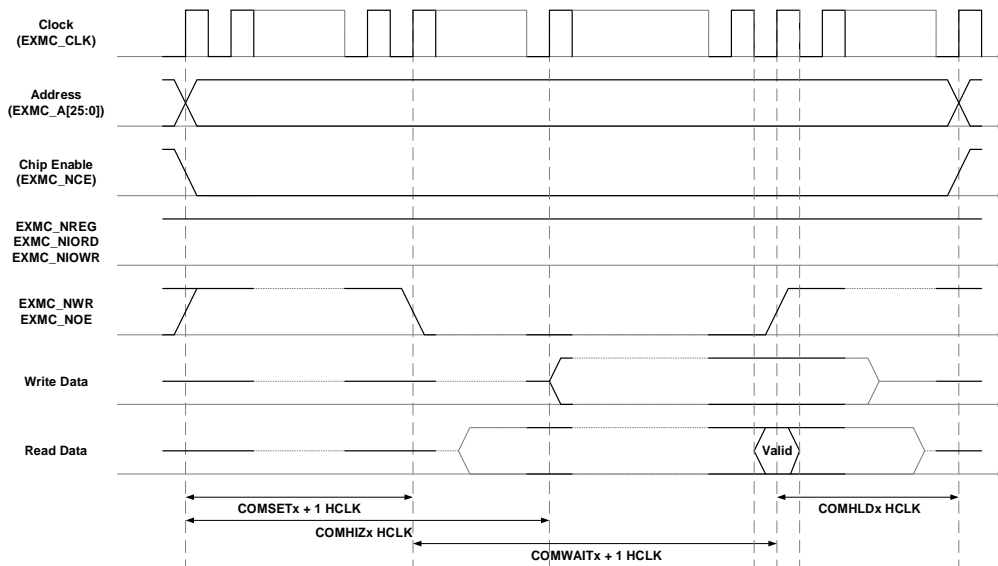 Clock
(EXMC_CLK)
Address
(EXMC_A[25:0])
Chip Enable
(EXMC_NCE)
EXMC_NREG
EXMC_NIORD
EXMC_NIOWR
EXMC_NWR
EXMC_NOE
Write Data
Read Data
Valid
COMSETx + 1 HCLK
COMHLDx HCLK
COMHIZx HCLK
COMWAITx + 1 HCLK